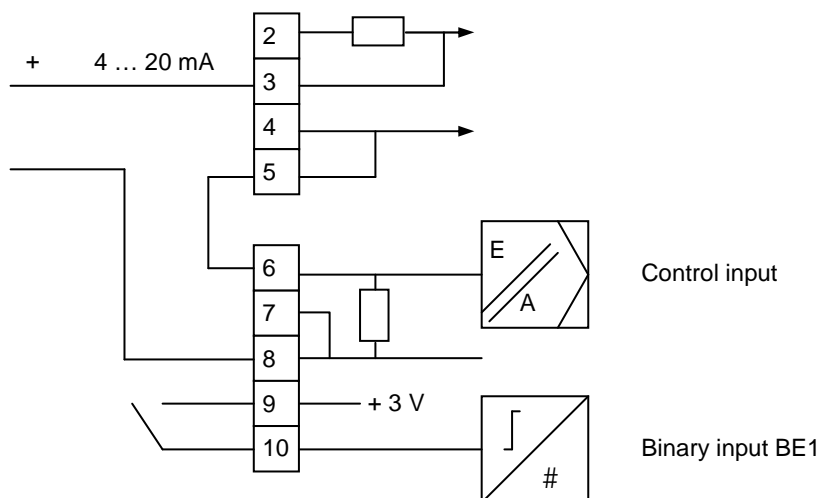 2
+ 4 … 20 mA
3
4
5
6
E
A
Control input
7
8
9
+ 3 V
10
#
Binary input BE1